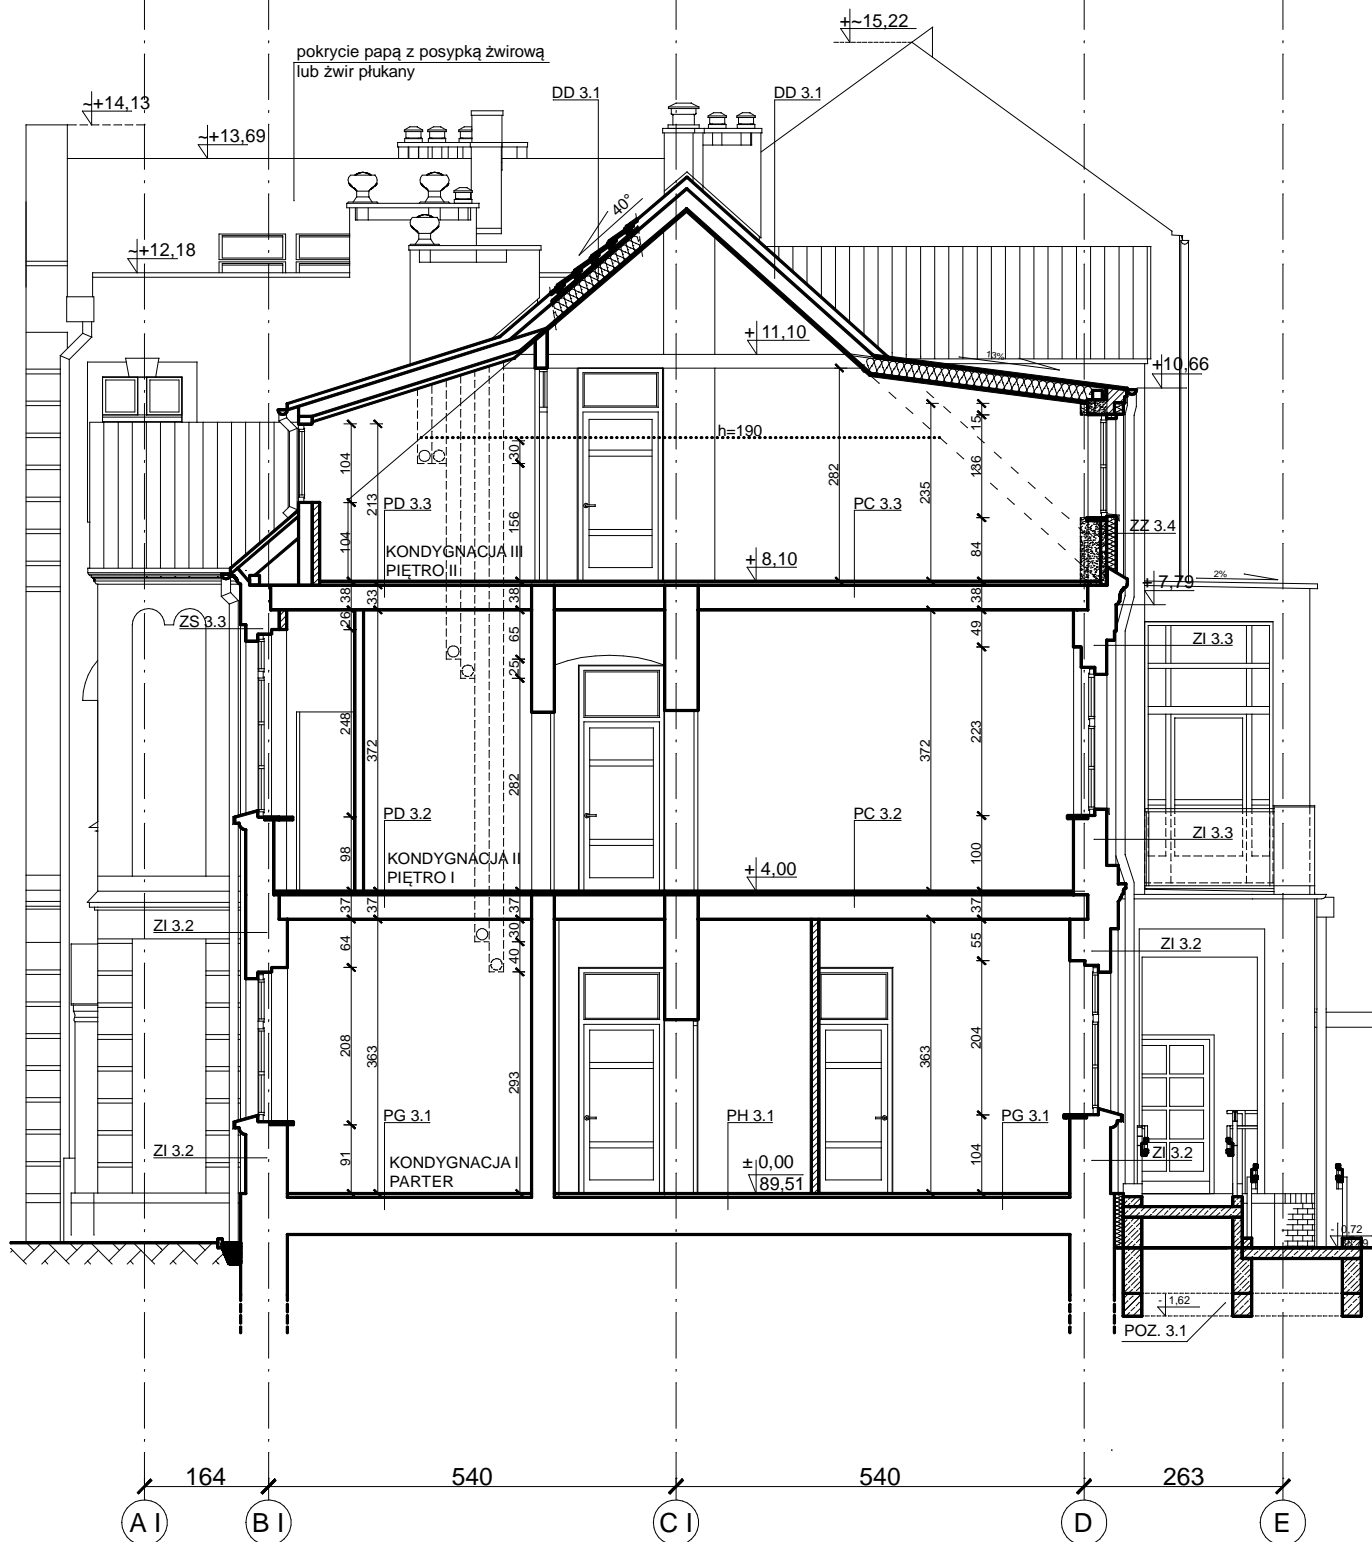 +~15,22
pokrycie papą z posypką żwirową
lub żwir płukany
DD 3.1
DD 3.1
~+14,13
~+13,69
40°
~+12,18
+11,10
13%
+10,66
h=190
15
30
104
213
282
235
136
PD 3.3
PC 3.3
156
ZZ 3.4
104
KONDYGNACJA III
PIĘTRO II
84
+8,10
2%
+7,79
38
33
38
38
26
ZS 3.3
65
49
ZI 3.3
25
248
372
372
223
282
PD 3.2
PC 3.2
ZI 3.3
98
KONDYGNACJA II
PIĘTRO I
100
+4,00
37
37
37
37
ZI 3.2
64
30
55
ZI 3.2
40
208
363
293
363
204
PG 3.1
PH 3.1
PG 3.1
ZI 3.2
91
KONDYGNACJA I
PARTER
± 0,00
89,51
104
ZI 3.2
- 0,72
- 1,62
POZ. 3.1
164
540
540
263
A I
B I
C I
D
E